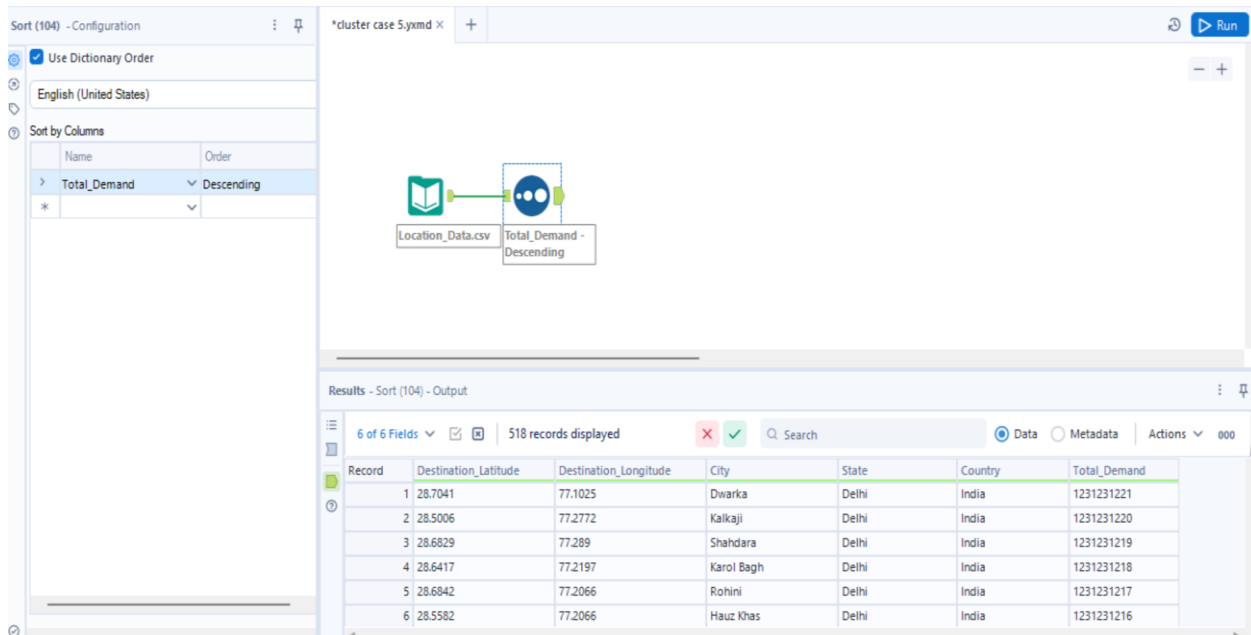 Sort (104) - Configuration
*cluster case 5.yxmd
Run
Use Dictionary Order
English (United States)
Sort by Columns
Name Order
Total_Demand Descending
Location_Data.csv
Total_Demand -
Descending
Results - Sort (104) - Output
6 of 6 Fields 518 records displayed Search Data Metadata Actions 000
Record Destination_Latitude Destination_Longitude City State Country Total_Demand
1 28.7041 77.1025 Dwarka Delhi India 1231231221
2 28.5006 77.2772 Kalkaji Delhi India 1231231220
3 28.6829 77.289 Shahdara Delhi India 1231231219
4 28.6417 77.2197 Karol Bagh Delhi India 1231231218
5 28.6842 77.2066 Rohini Delhi India 1231231217
6 28.5582 77.2066 Hauz Khas Delhi India 1231231216